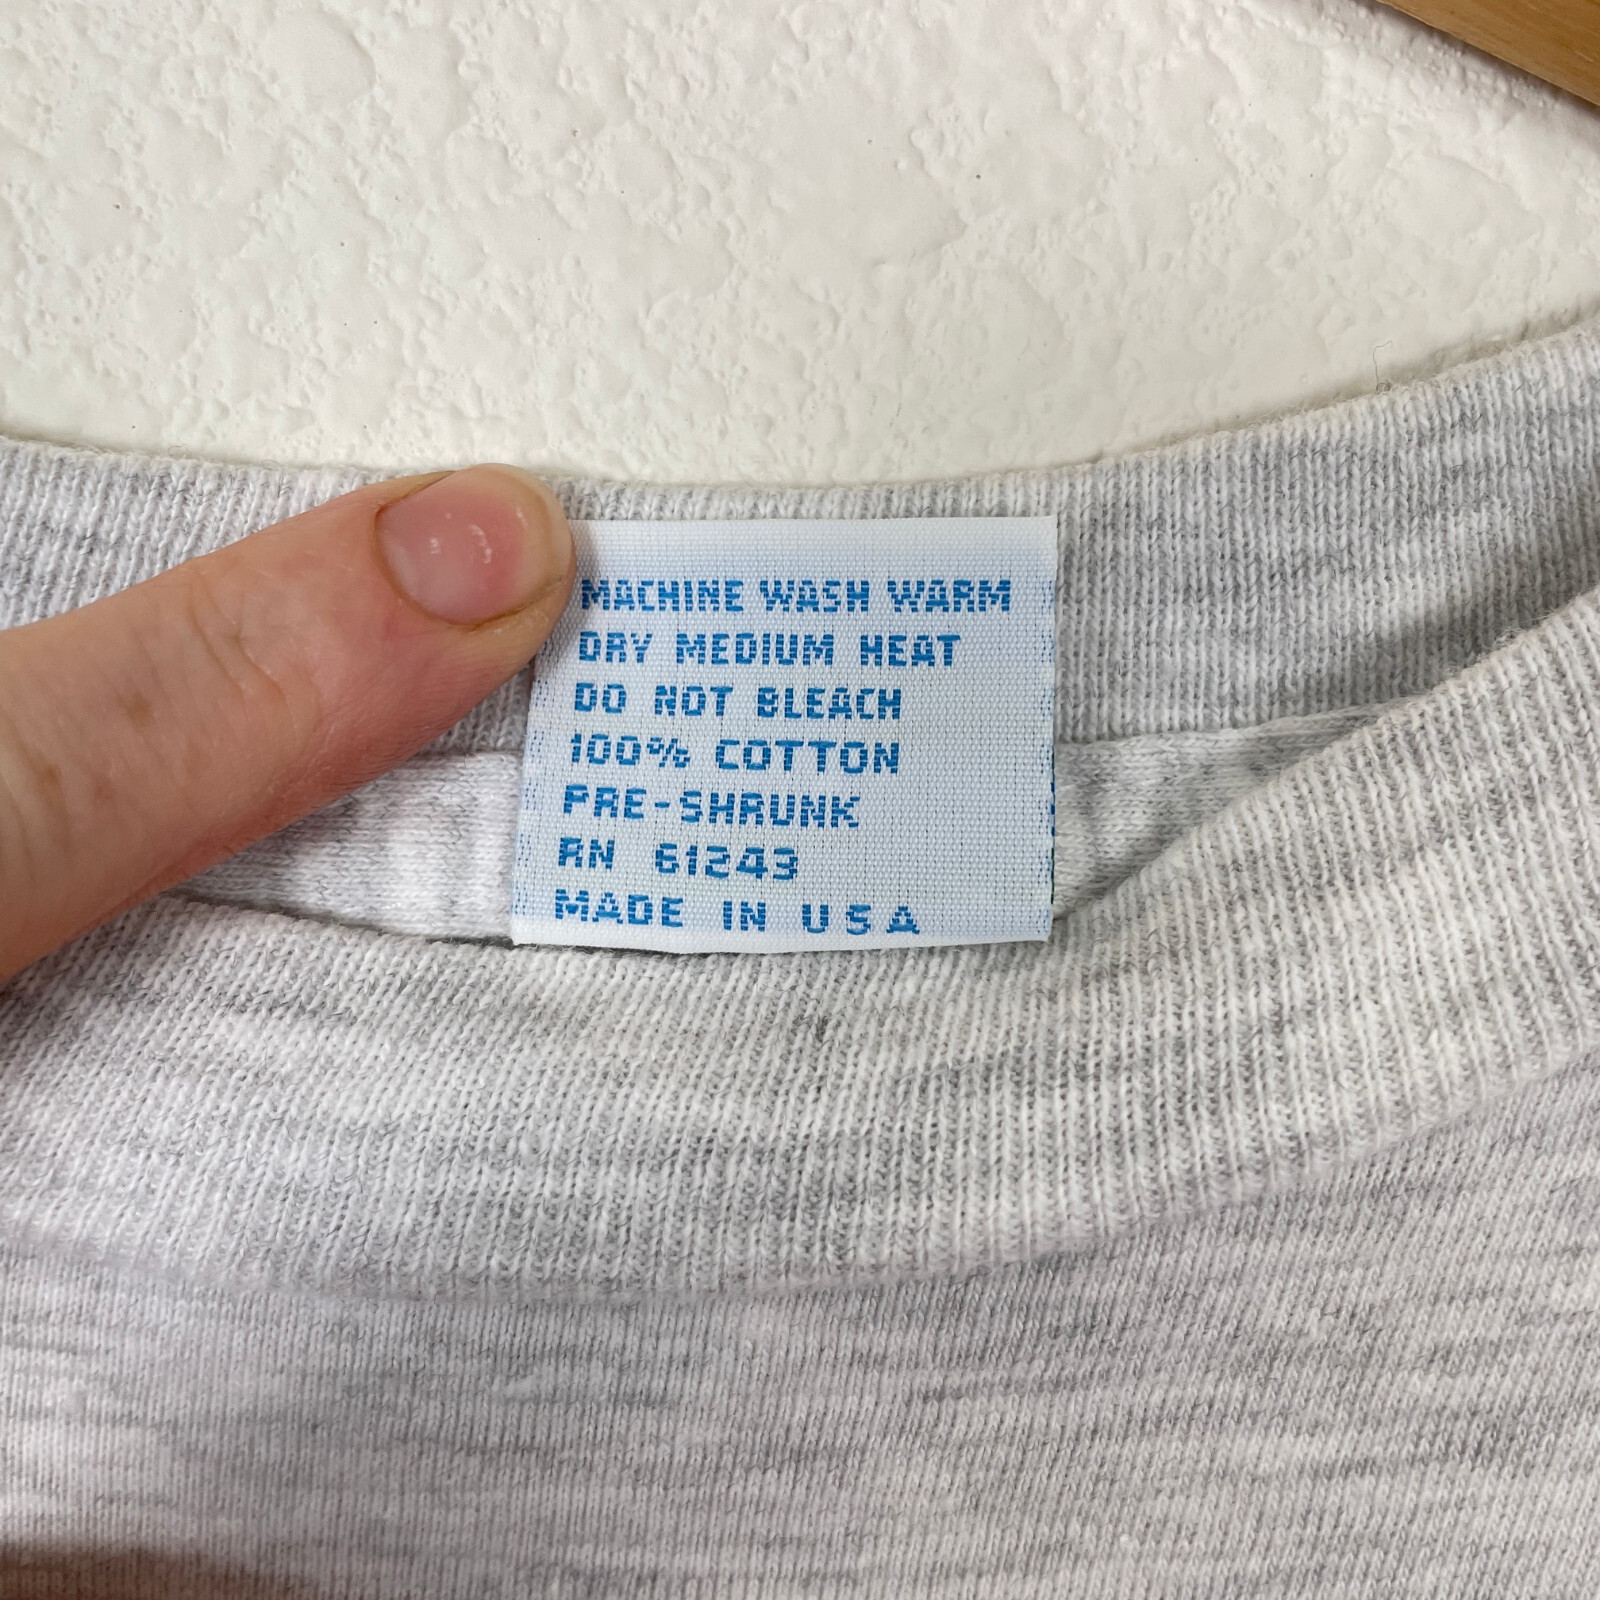 MACHINE WASH WARM
DRY MEDIUM HEAT
DO NOT BLEACH
100% COTTON
PRE-SHRUNK
RN 61243
MADE IN USA